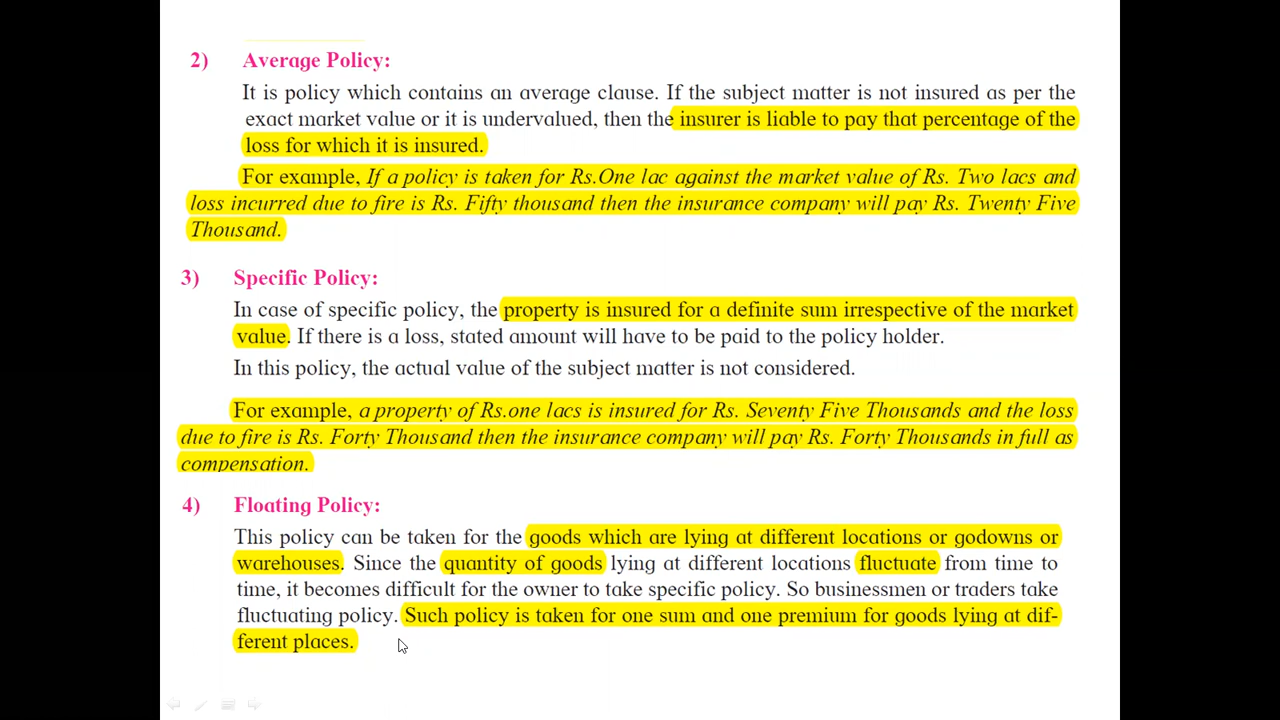 2) Average Policy:
It is policy which contains an average clause. If the subject matter is not insured as per the
exact market value or it is undervalued, then the insurer is liable to pay that percentage of the
loss for which it is insured.
For example, If a policy is taken for Rs.One lac against the market value of Rs. Two lacs and
loss incurred due to fire is Rs. Fifty thousand then the insurance company will pay Rs. Twenty Five
Thousand.
3) Specific Policy:
In case of specific policy, the property is insured for a definite sum irrespective of the market
value. If there is a loss, stated amount will have to be paid to the policy holder.
In this policy, the actual value of the subject matter is not considered.
For example, a property of Rs.one lacs is insured for Rs. Seventy Five Thousands and the loss
due to fire is Rs. Forty Thousand then the insurance company will pay Rs. Forty Thousands in full as
compensation.
4) Floating Policy:
This policy can be taken for the goods which are lying at different locations or godowns or
warehouses. Since the quantity of goods lying at different locations fluctuate from time to
time, it becomes difficult for the owner to take specific policy. So businessmen or traders take
fluctuating policy. Such policy is taken for one sum and one premium for goods lying at dif-
ferent places.